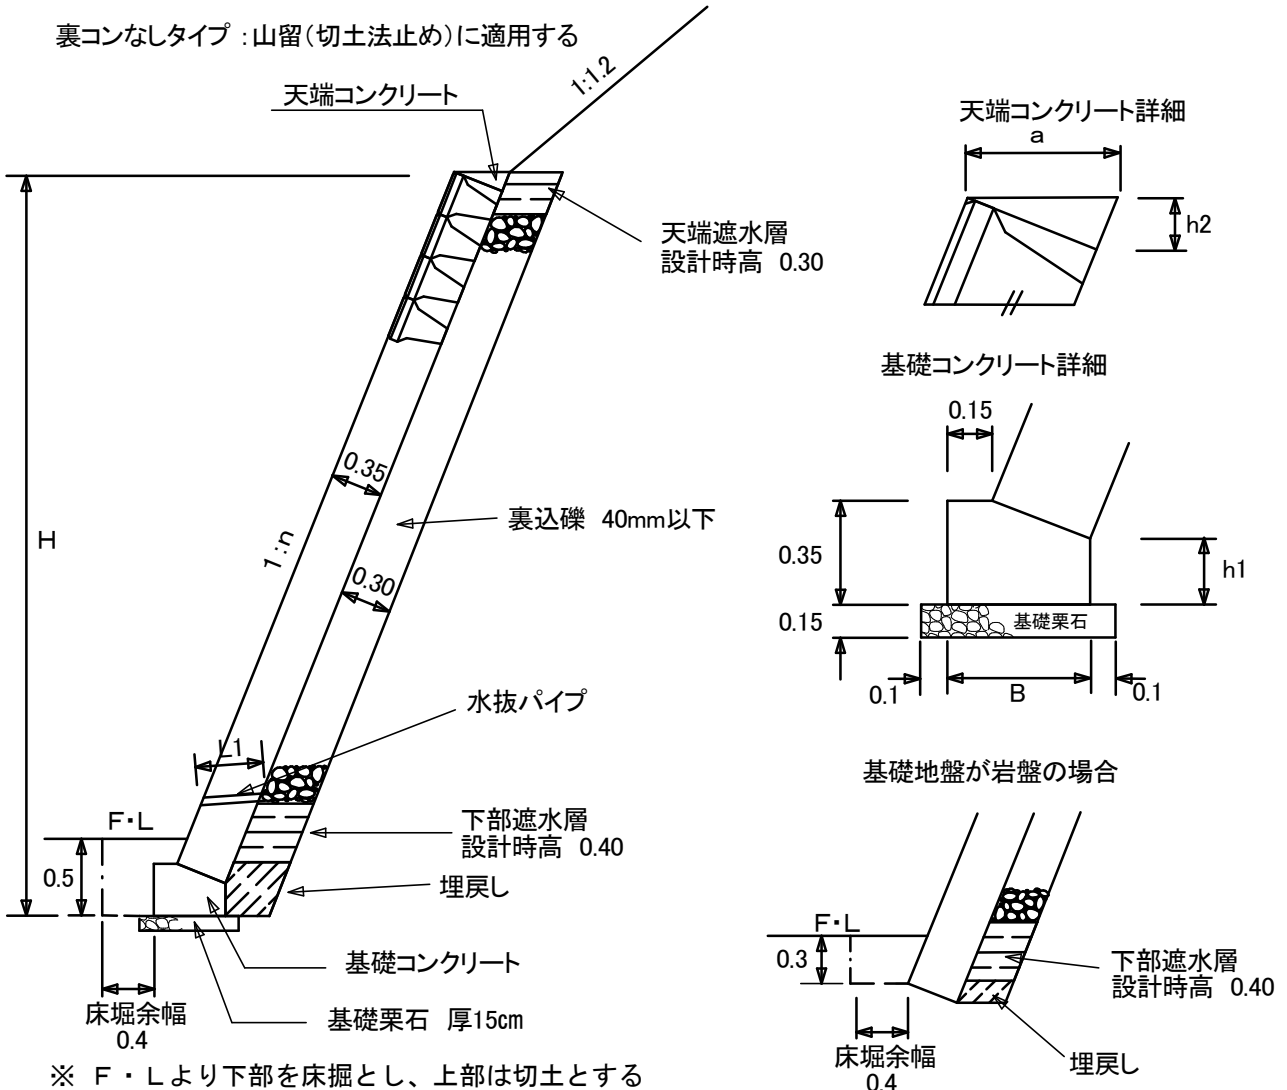 裏コンなしタイプ：山留(切土法止め)に適用する
1:1.2
天端コンクリート
天端遮水層
設計時高 0.30
H
0.35
1:n
裏込礫 40mm以下
0.30
水抜パイプ
L1
F・L
0.5
下部遮水層
設計時高 0.40
埋戻し
基礎コンクリート
床堀余幅
0.4
基礎栗石 厚15cm
※ F・Lより下部を床掘とし、上部は切土とする
天端コンクリート詳細
a
h2
基礎コンクリート詳細
0.15
0.35
h1
0.15
基礎栗石
0.1
B
0.1
基礎地盤が岩盤の場合
F・L
0.3
下部遮水層
設計時高 0.40
床堀余幅
0.4
埋戻し